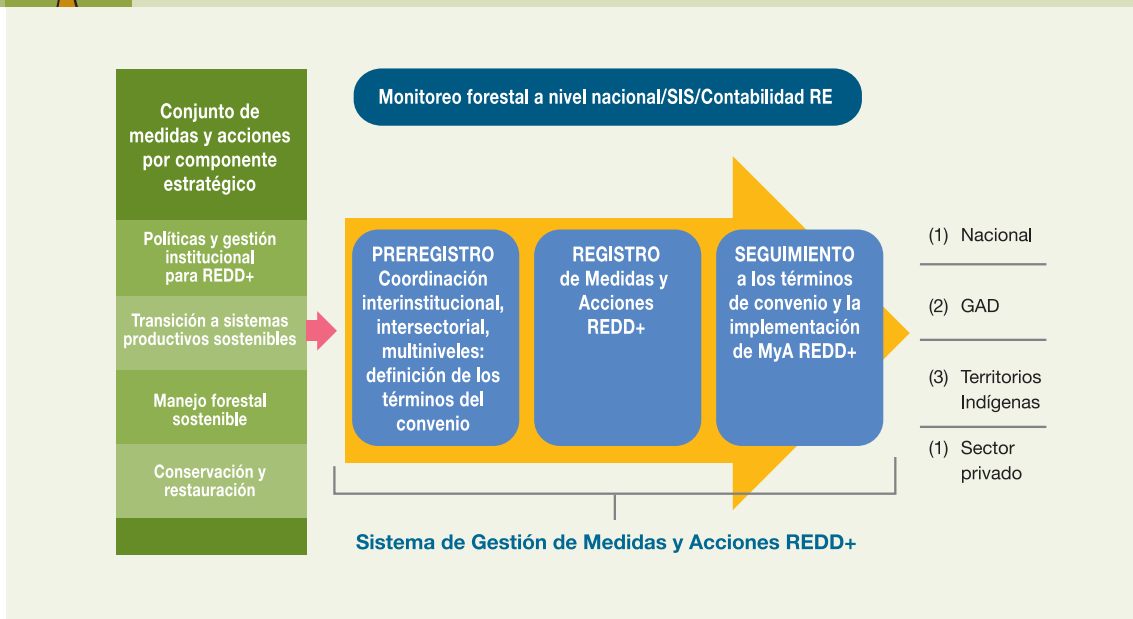 Conjunto de
medidas y acciones
por componente
estratégico
Políticas y gestión
institucional
para REDD+
Transición a sistemas
productivos sostenibles
Manejo forestal
sostenible
Conservación y
restauración
Monitoreo forestal a nivel nacional/SIS/Contabilidad RE
PREREGISTRO
Coordinación
interinstitucional,
intersectorial,
multiniveles:
definición de los
términos del
convenio
REGISTRO
de Medidas y
Acciones
REDD+
SEGUIMIENTO
a los términos
de convenio y la
implementación
de MyA REDD+
(1) Nacional
(2) GAD
(3) Territorios
Indígenas
(1) Sector
privado
Sistema de Gestión de Medidas y Acciones REDD+